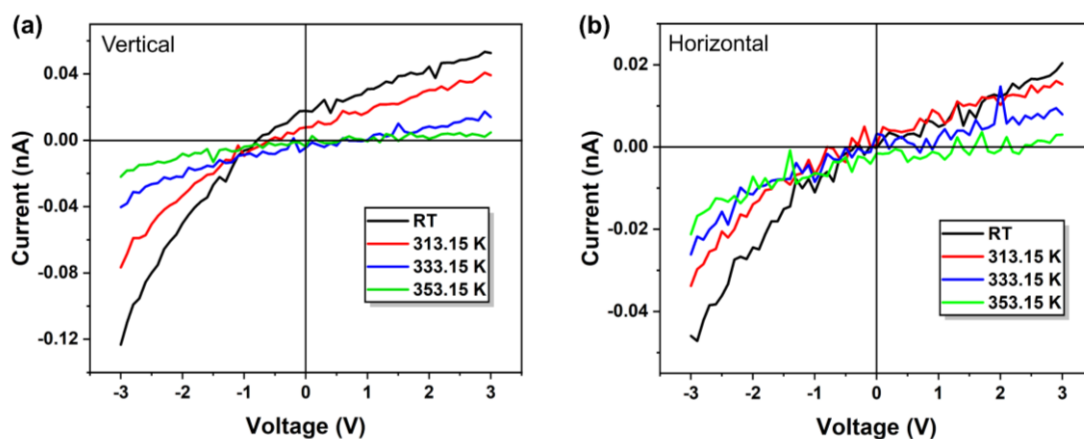 (a)
Vertical
0.04
0.00
-0.04
-0.08
-0.12
Current (nA)
RT
313.15 K
333.15 K
353.15 K
-3 -2 -1 0 1 2 3
Voltage (V)
(b)
Horizontal
0.02
0.00
-0.02
-0.04
Current (nA)
RT
313.15 K
333.15 K
353.15 K
-3 -2 -1 0 1 2 3
Voltage (V)